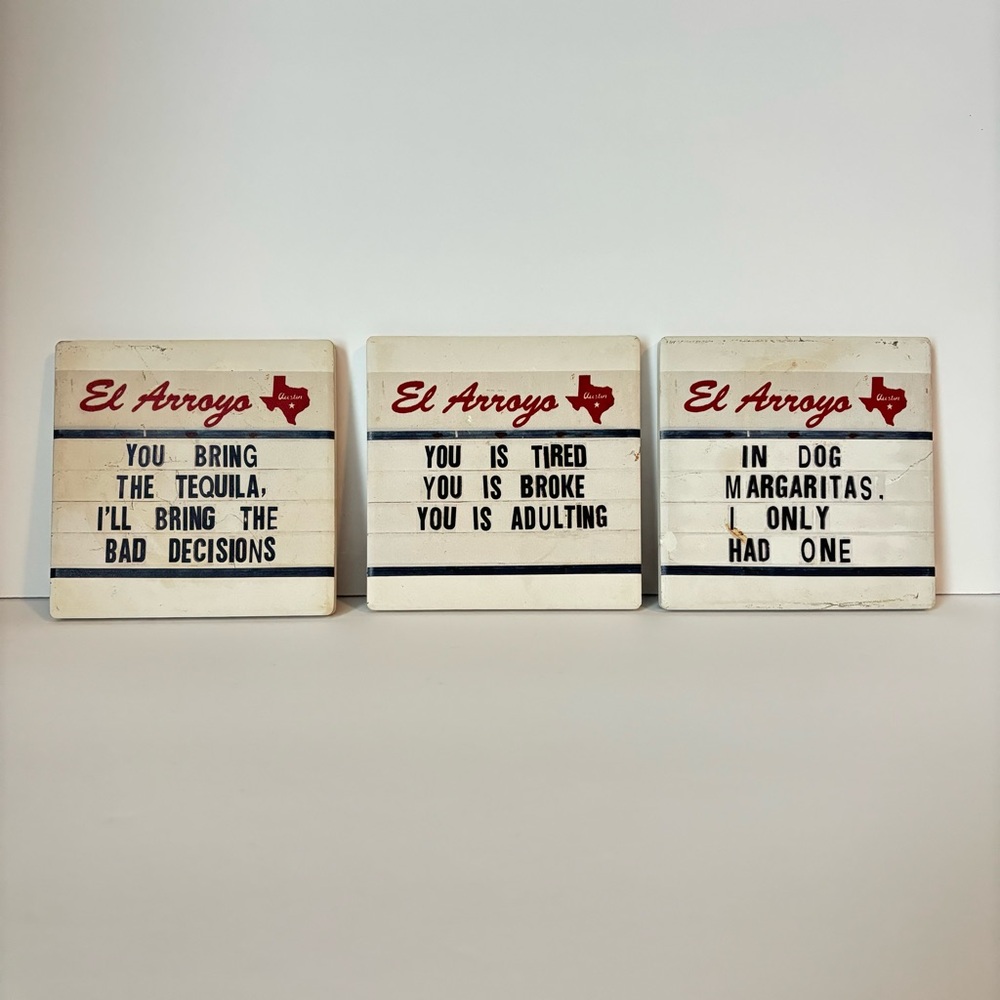 El Arroyo Austin
YOU BRING
THE TEQUILA,
I'LL BRING THE
BAD DECISIONS
El Arroyo Austin
YOU IS TIRED
YOU IS BROKE
YOU IS ADULTING
El Arroyo Austin
IN DOG
MARGARITAS,
I ONLY
HAD ONE